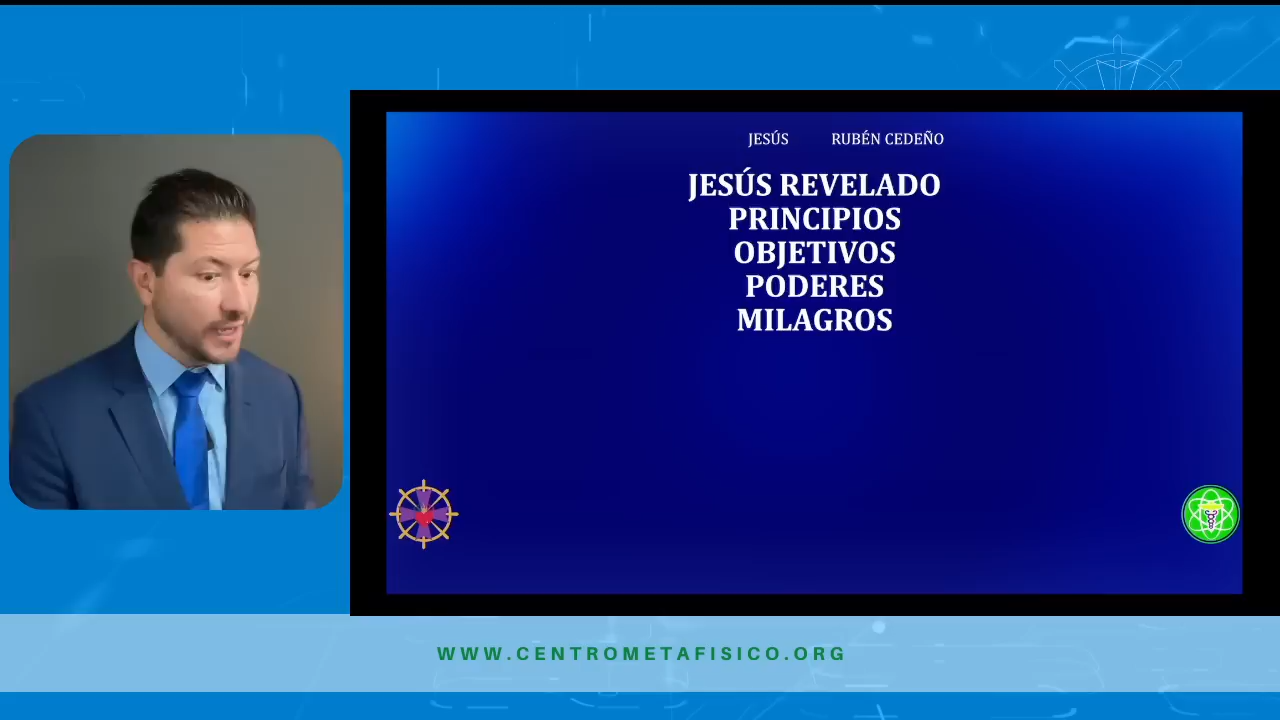 JESÚS RUBÉN CEDEÑO
JESÚS REVELADO
PRINCIPIOS
OBJETIVOS
PODERES
MILAGROS
WWW.CENTROMETAFISICO.ORG